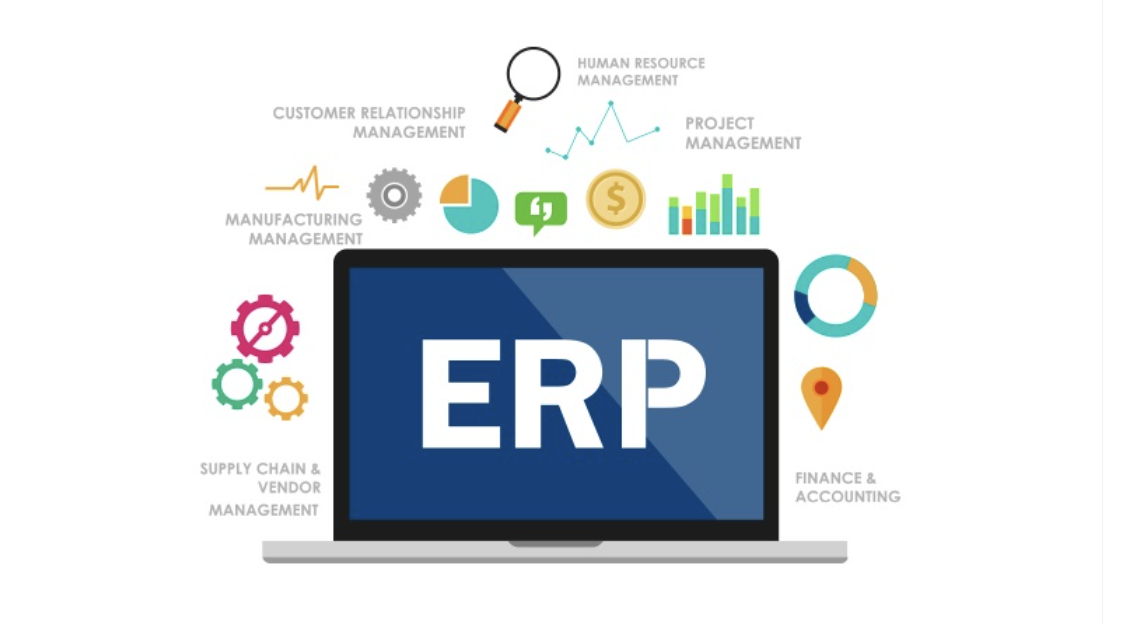 HUMAN RESOURCE
MANAGEMENT
CUSTOMER RELATIONSHIP
MANAGEMENT
PROJECT
MANAGEMENT
$
MANUFACTURING
MANAGEMENT
ERP
SUPPLY CHAIN &
VENDOR
MANAGEMENT
FINANCE &
ACCOUNTING